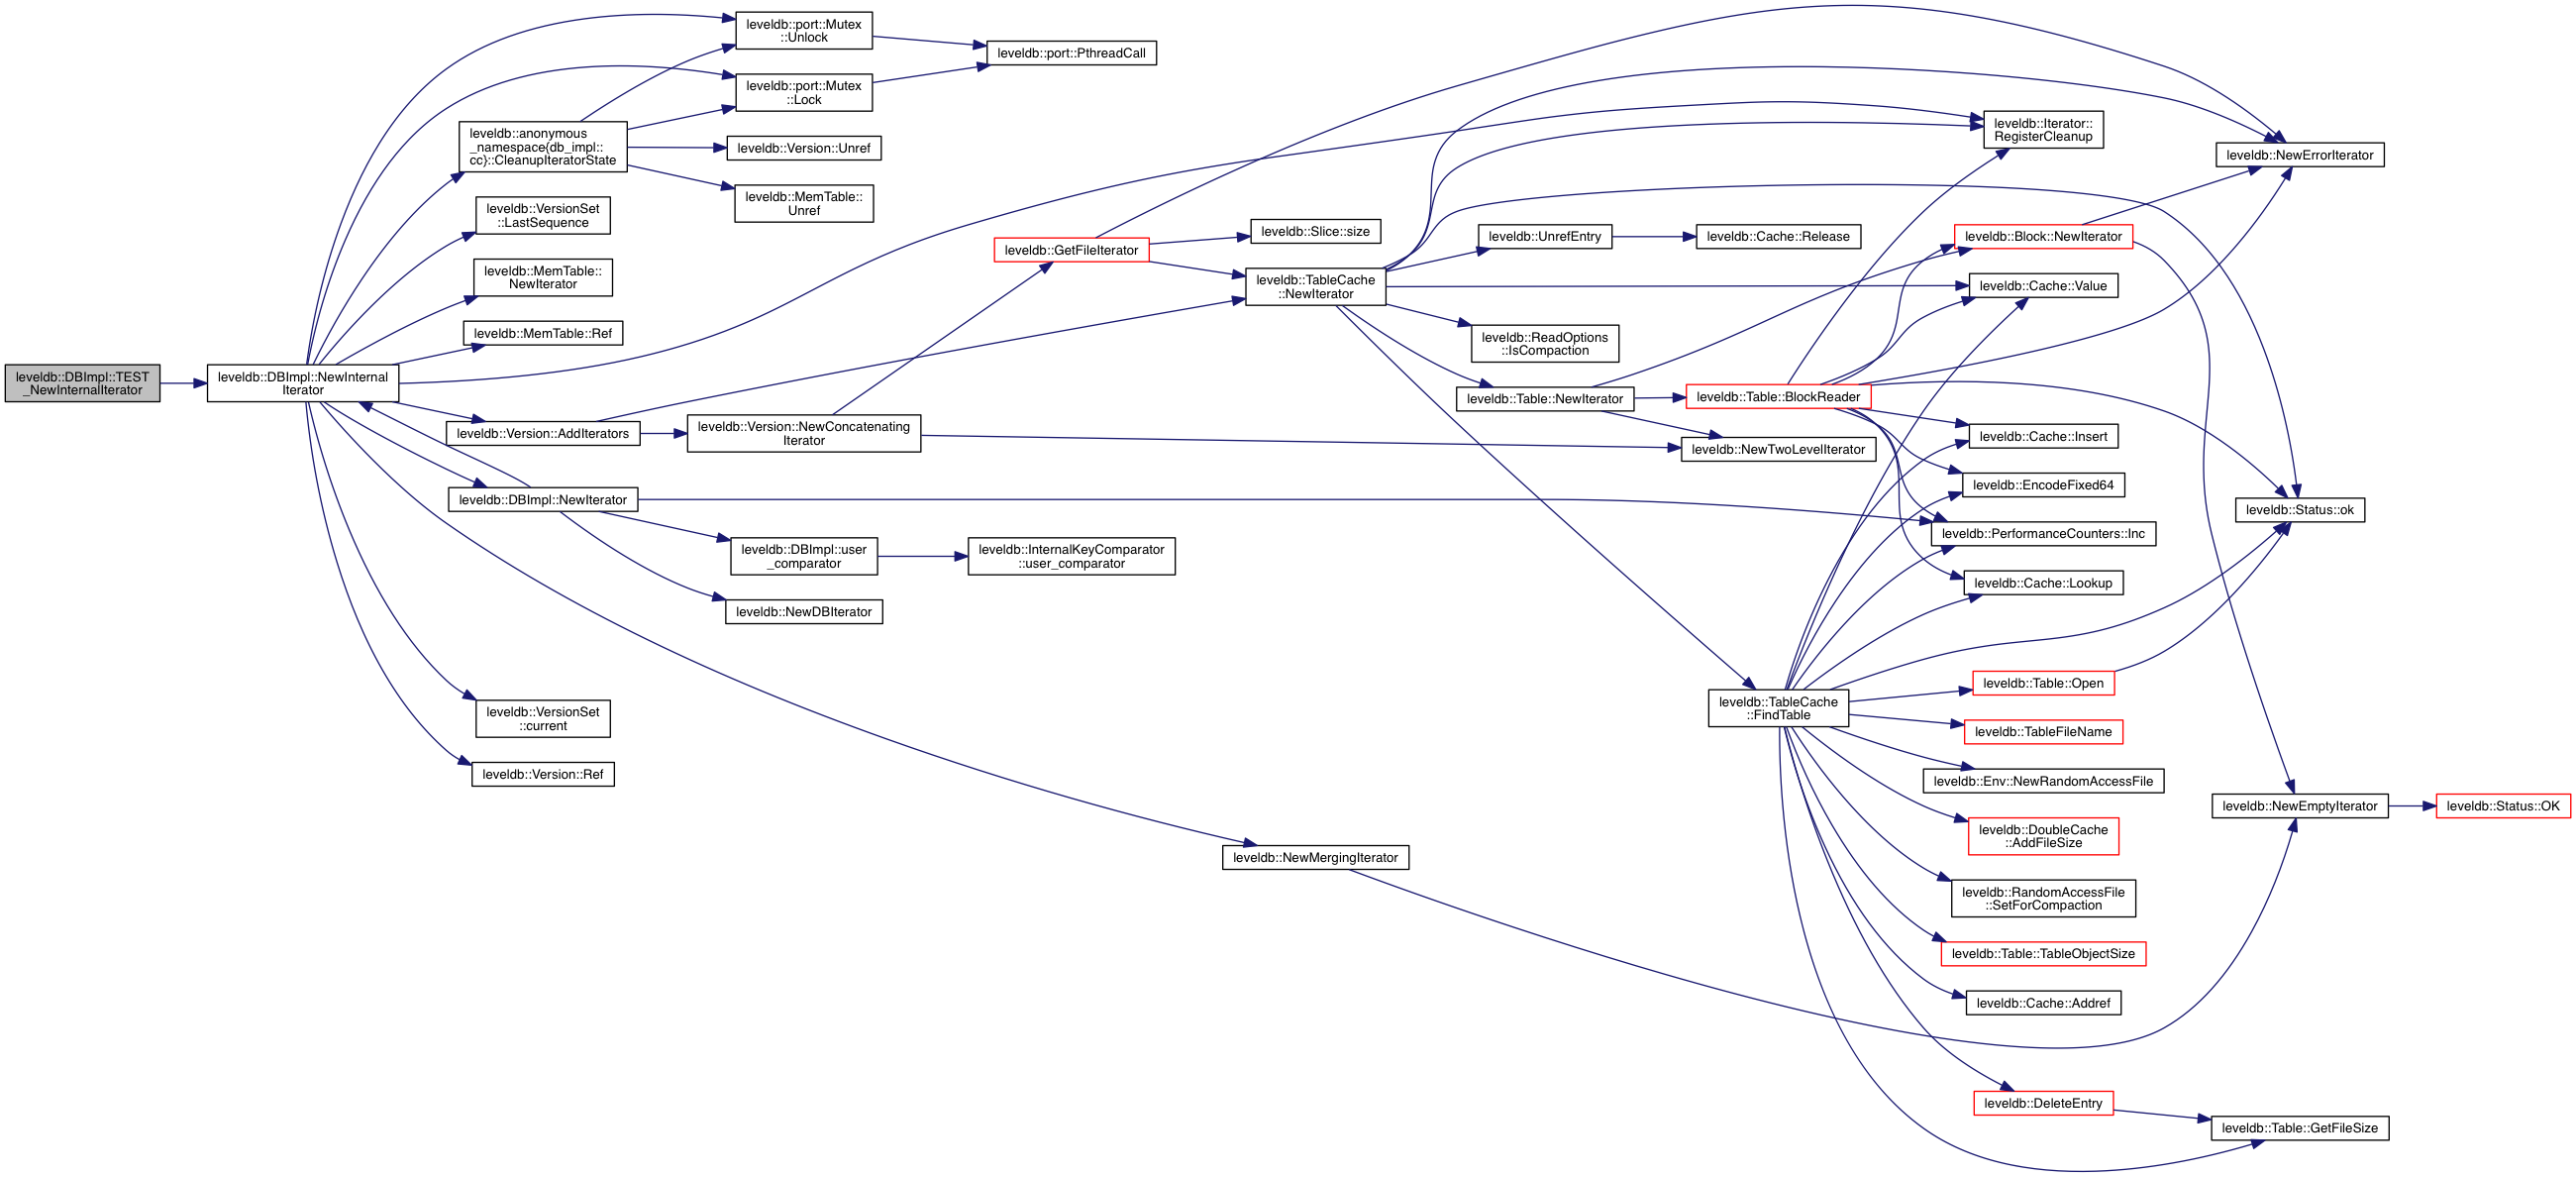 leveldb::DBImpl::TEST
_NewInternalIterator
leveldb::DBImpl::NewInternal
Iterator
leveldb::port::Mutex
::Unlock
leveldb::port::Mutex
::Lock
leveldb::port::PthreadCall
leveldb::anonymous
_namespace{db_impl::
cc}::CleanupIteratorState
leveldb::Version::Unref
leveldb::MemTable::
Unref
leveldb::VersionSet
::LastSequence
leveldb::MemTable::
NewIterator
leveldb::MemTable::Ref
leveldb::Version::AddIterators
leveldb::Version::NewConcatenating
Iterator
leveldb::DBImpl::NewIterator
leveldb::DBImpl::user
_comparator
leveldb::InternalKeyComparator
::user_comparator
leveldb::NewDBIterator
leveldb::VersionSet
::current
leveldb::Version::Ref
leveldb::GetFileIterator
leveldb::Slice::size
leveldb::TableCache
::NewIterator
leveldb::NewMergingIterator
leveldb::UnrefEntry
leveldb::Cache::Release
leveldb::ReadOptions
::IsCompaction
leveldb::Table::NewIterator
leveldb::Table::BlockReader
leveldb::NewTwoLevelIterator
leveldb::TableCache
::FindTable
leveldb::Iterator::
RegisterCleanup
leveldb::NewErrorIterator
leveldb::Block::NewIterator
leveldb::Cache::Value
leveldb::Cache::Insert
leveldb::EncodeFixed64
leveldb::PerformanceCounters::Inc
leveldb::Status::ok
leveldb::Cache::Lookup
leveldb::Table::Open
leveldb::TableFileName
leveldb::Env::NewRandomAccessFile
leveldb::DoubleCache
::AddFileSize
leveldb::RandomAccessFile
::SetForCompaction
leveldb::Table::TableObjectSize
leveldb::Cache::Addref
leveldb::DeleteEntry
leveldb::Table::GetFileSize
leveldb::NewEmptyIterator
leveldb::Status::OK